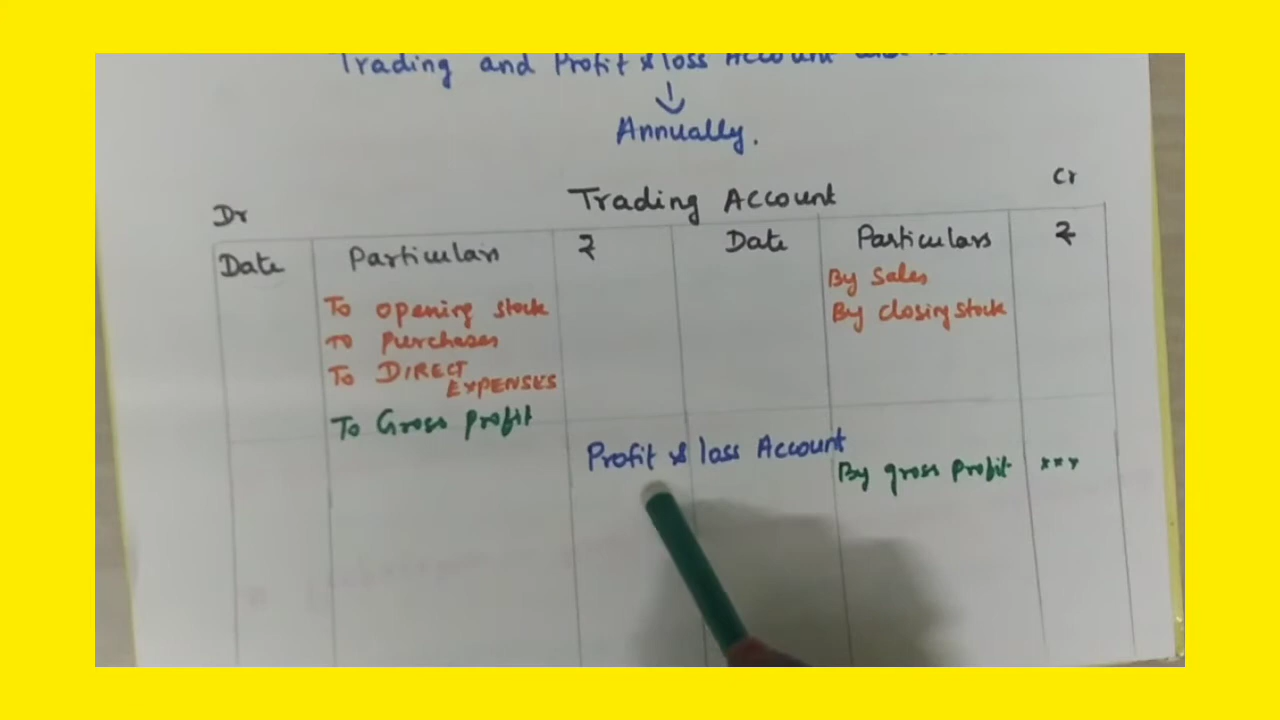 Trading and Profit & loss Account
Annually.
Dr Trading Account Cr
Date Particulars ₹ Date Particulars ₹
To opening stock By Sales
To Purchases By closing stock
To DIRECT
EXPENSES
To Gross profit
Profit & loss Account
By gross profit ***